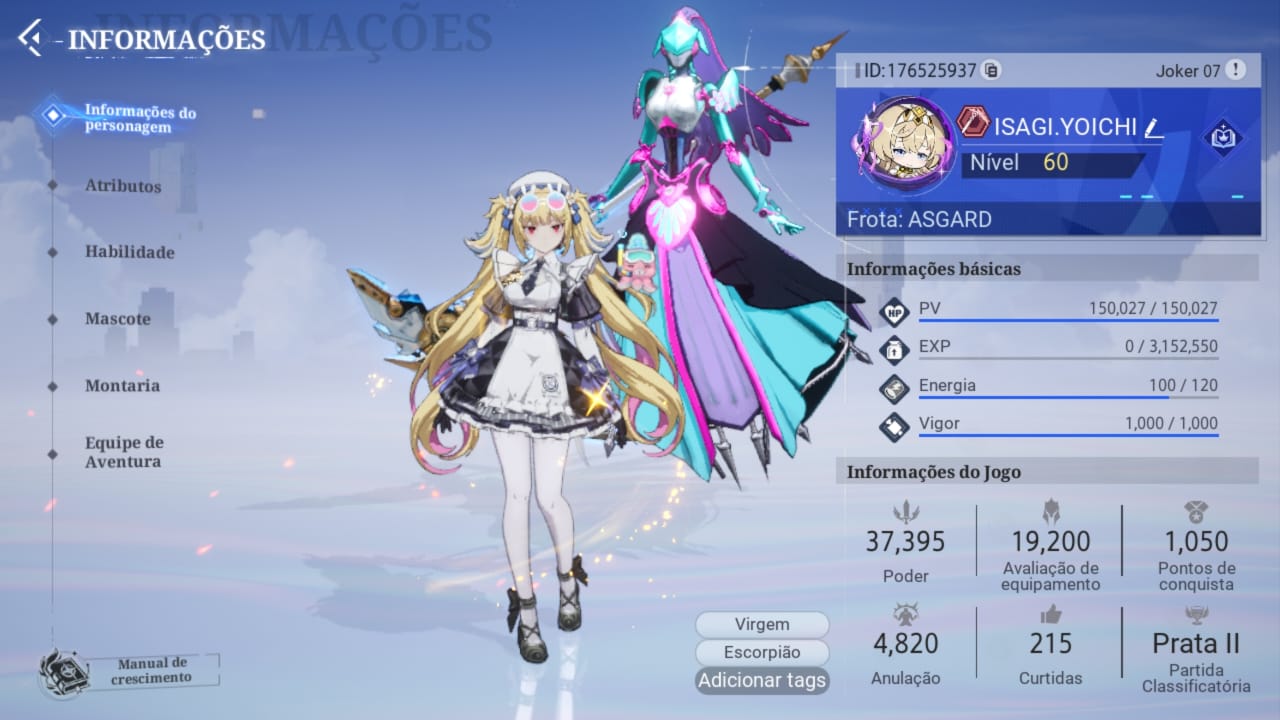 INFORMAÇÕES
INFORMAÇÕES
Informações do
personagem
Atributos
Habilidade
Mascote
Montaria
Equipe de
Aventura
Manual de
crescimento
Virgem
Escorpião
Adicionar tags
ID:176525937
Joker 07
ISAGI.YOICHI
Nível 60
Frota: ASGARD
Informações básicas
HP PV 150,027 / 150,027
EXP 0 / 3,152,550
Energia 100 / 120
Vigor 1,000 / 1,000
Informações do Jogo
37,395
Poder
19,200
Avaliação de
equipamento
1,050
Pontos de
conquista
4,820
Anulação
215
Curtidas
Prata II
Partida
Classificatória